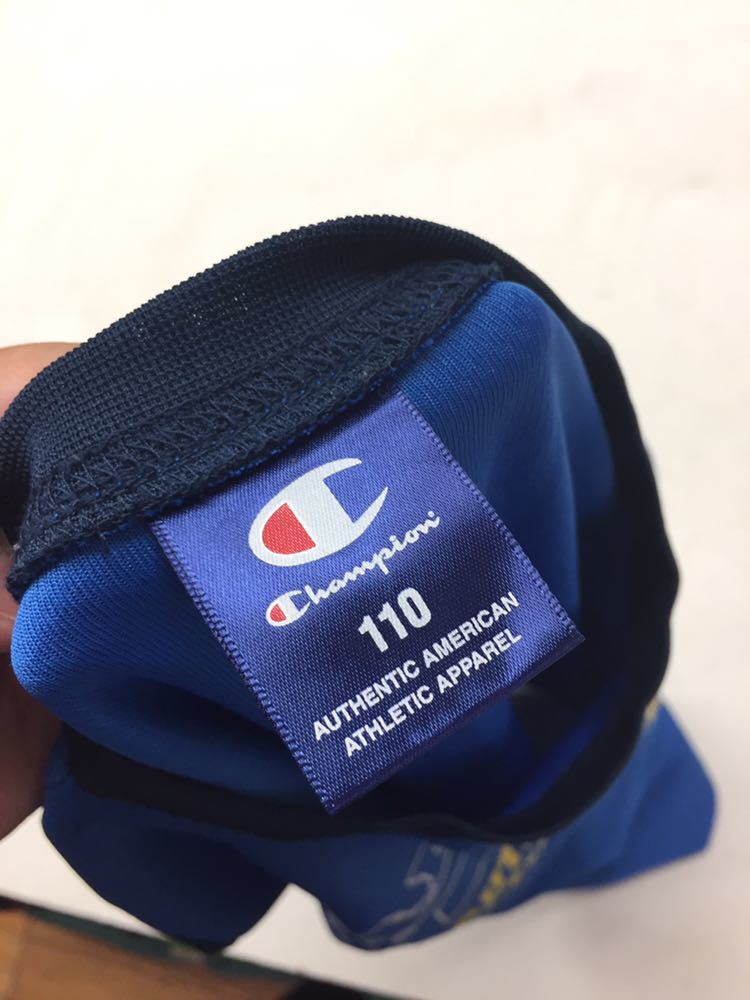 Champion
110
AUTHENTIC AMERICAN
ATHLETIC APPAREL